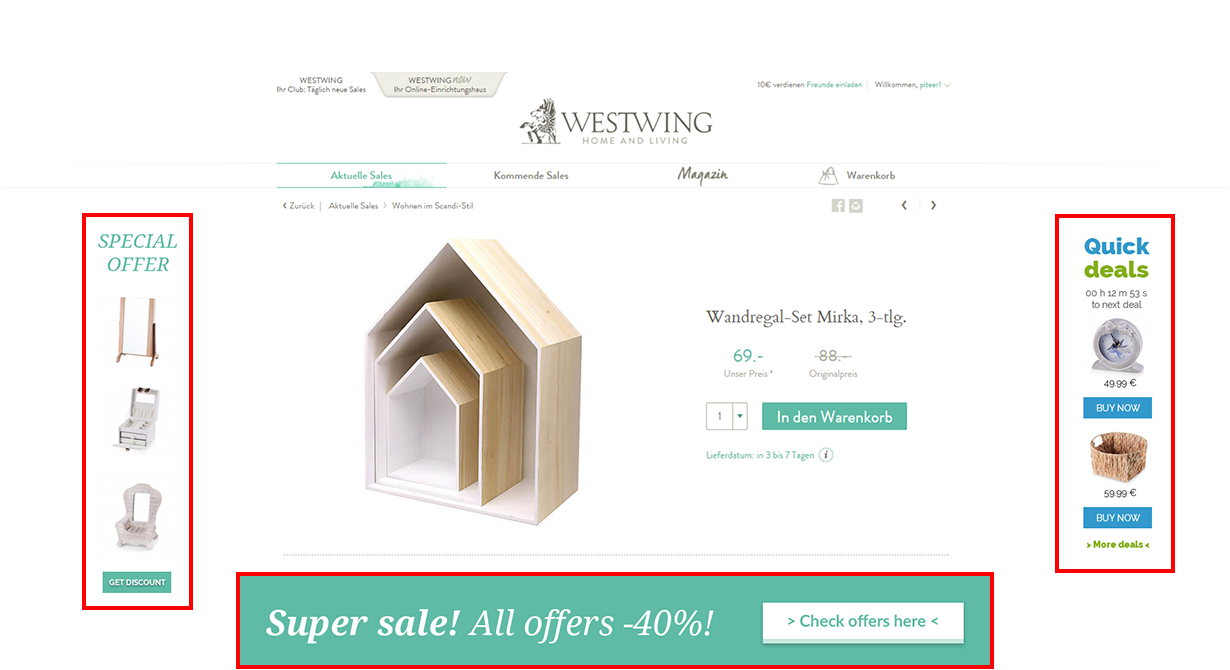 WESTWING
Ihr Club: Täglich neue Sales
WESTWING now
Ihr Online-Einrichtungshaus
10€ verdienen Freunde einladen | Willkommen, piteer1
WESTWING
HOME AND LIVING
Aktuelle Sales
Kommende Sales
Magazin
Warenkorb
Zurück | Aktuelle Sales > Wohnen im Scandi-Stil
SPECIAL
OFFER
GET DISCOUNT
Wandregal-Set Mirka, 3-tlg.
69.- 88.-
Unser Preis * Originalpreis
1
In den Warenkorb
Lieferdatum: in 3 bis 7 Tagen i
Quick
deals
00 h 12 m 53 s
to next deal
49.99 €
BUY NOW
59.99 €
BUY NOW
> More deals <
Super sale! All offers -40%!
> Check offers here <